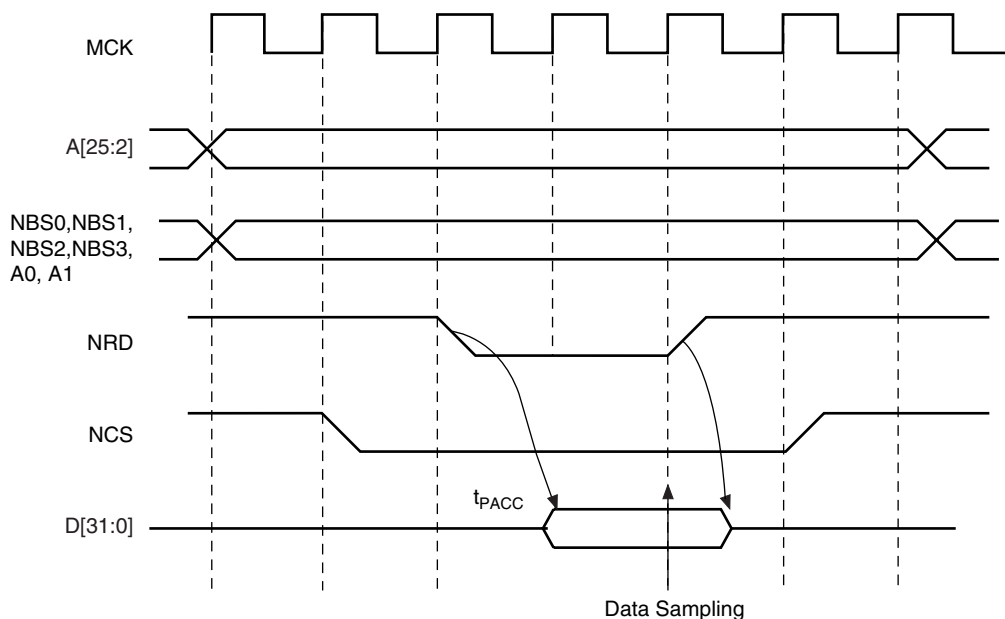 MCK
A[25:2]
NBS0,NBS1,
NBS2,NBS3,
A0, A1
NRD
NCS
tPACC
D[31:0]
Data Sampling